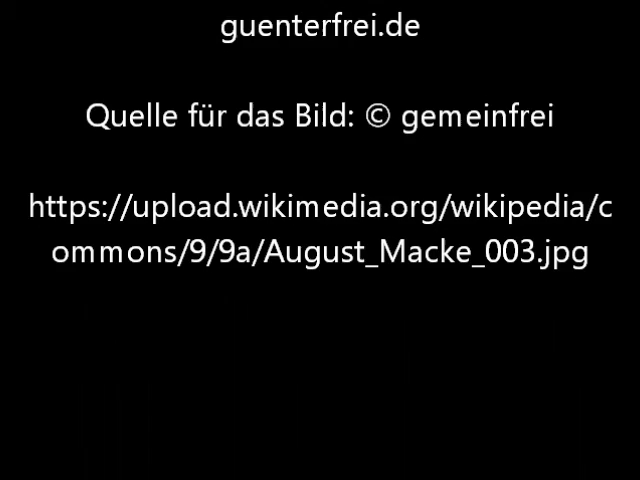 guenterfrei.de
Quelle für das Bild: © gemeinfrei
https://upload.wikimedia.org/wikipedia/c
ommons/9/9a/August_Macke_003.jpg